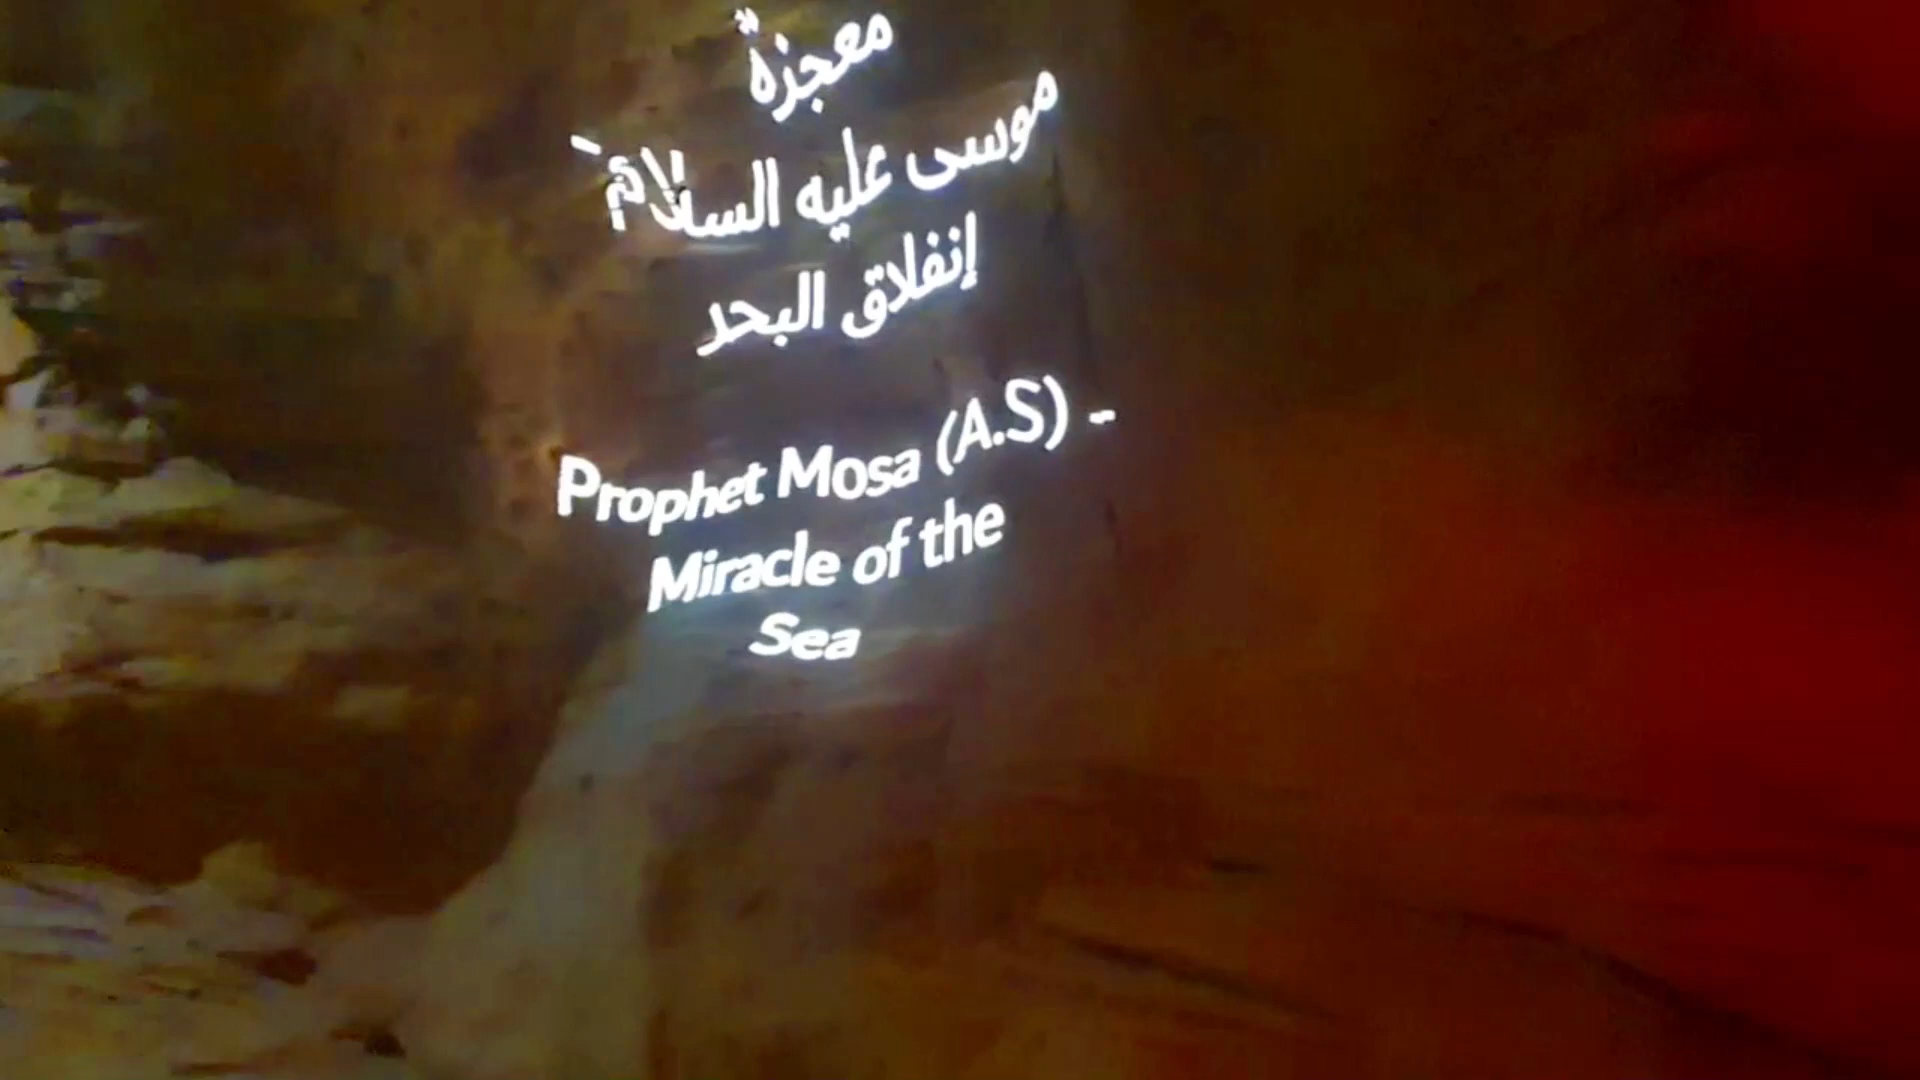 معجزة
موسى عليه السلام -
إنفلاق البحر
Prophet Mosa (A.S) -
Miracle of the
Sea